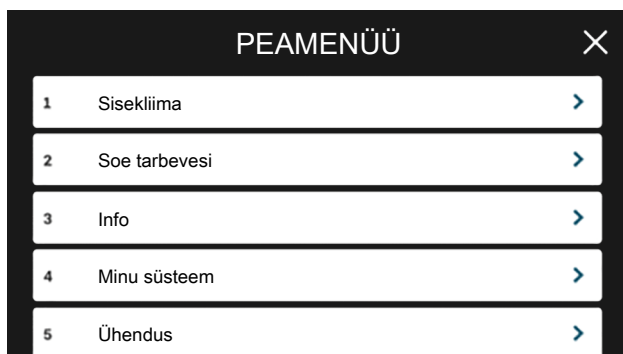 PEAMENÜÜ
1 Sisekliima
2 Soe tarbevesi
3 Info
4 Minu süsteem
5 Ühendus